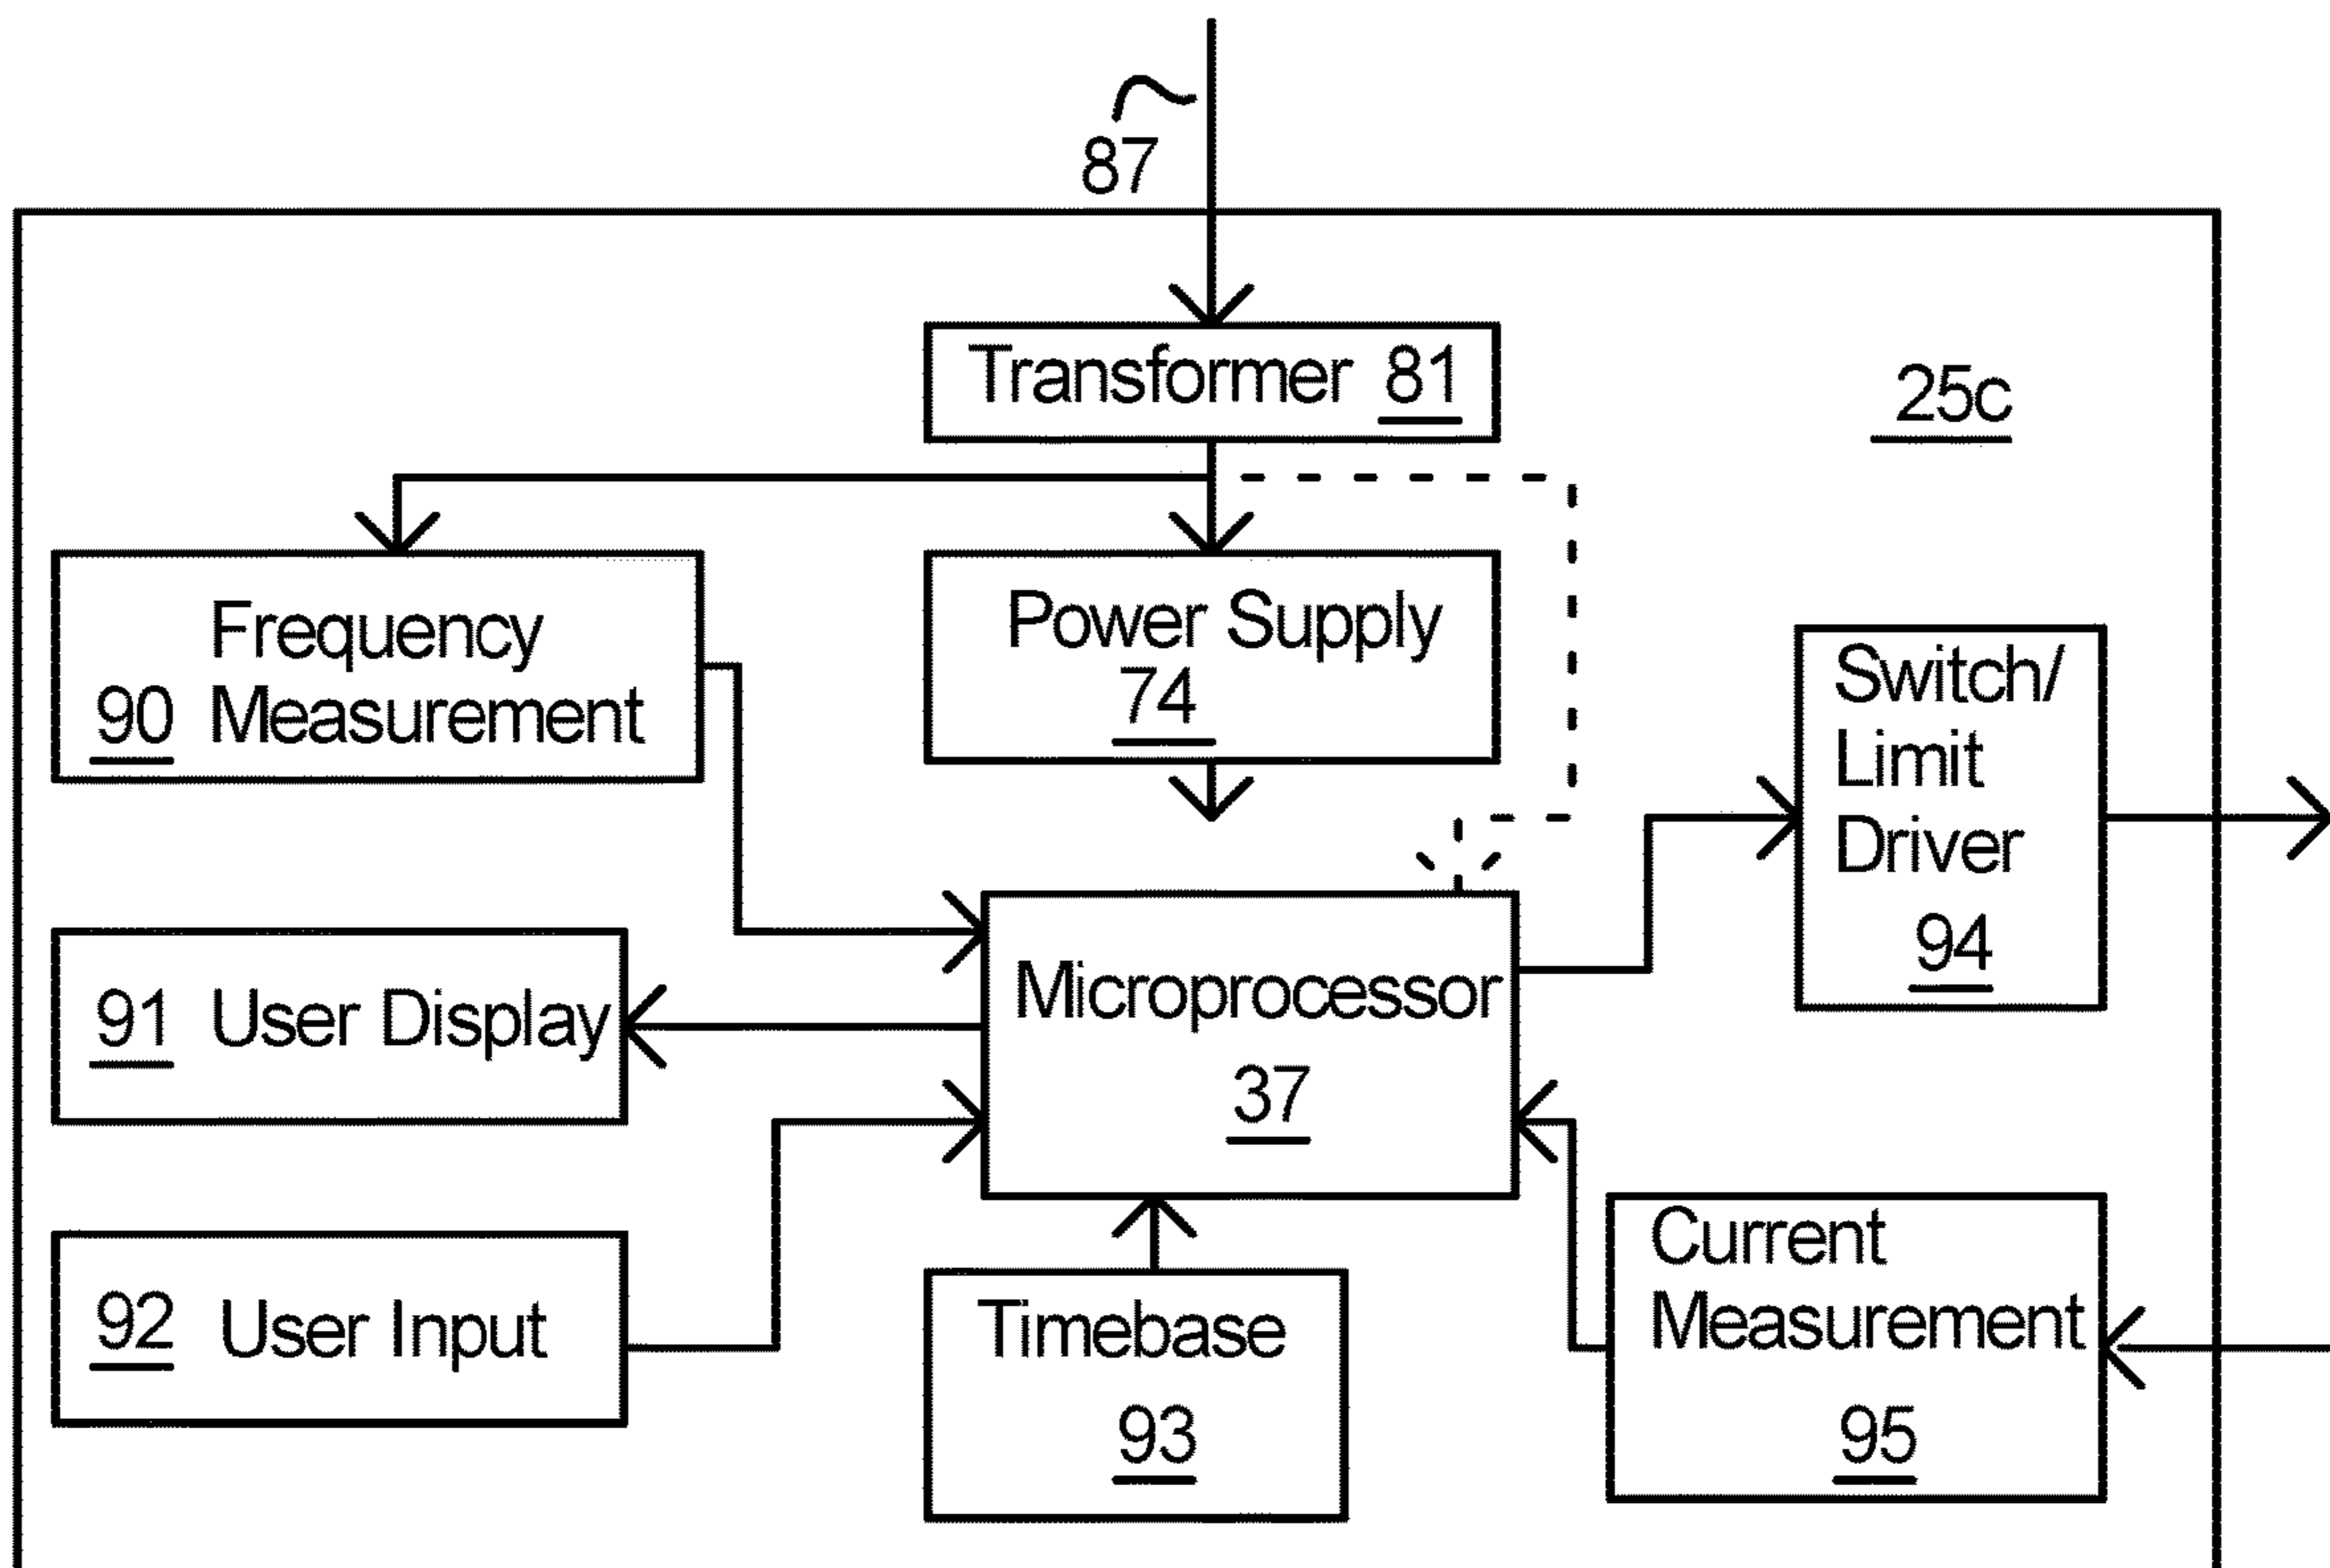 87
Transformer 81
25c
Frequency
90 Measurement
Power Supply
74
Switch/
Limit
Driver
94
91 User Display
Microprocessor
37
92 User Input
Timebase
93
Current
Measurement
95